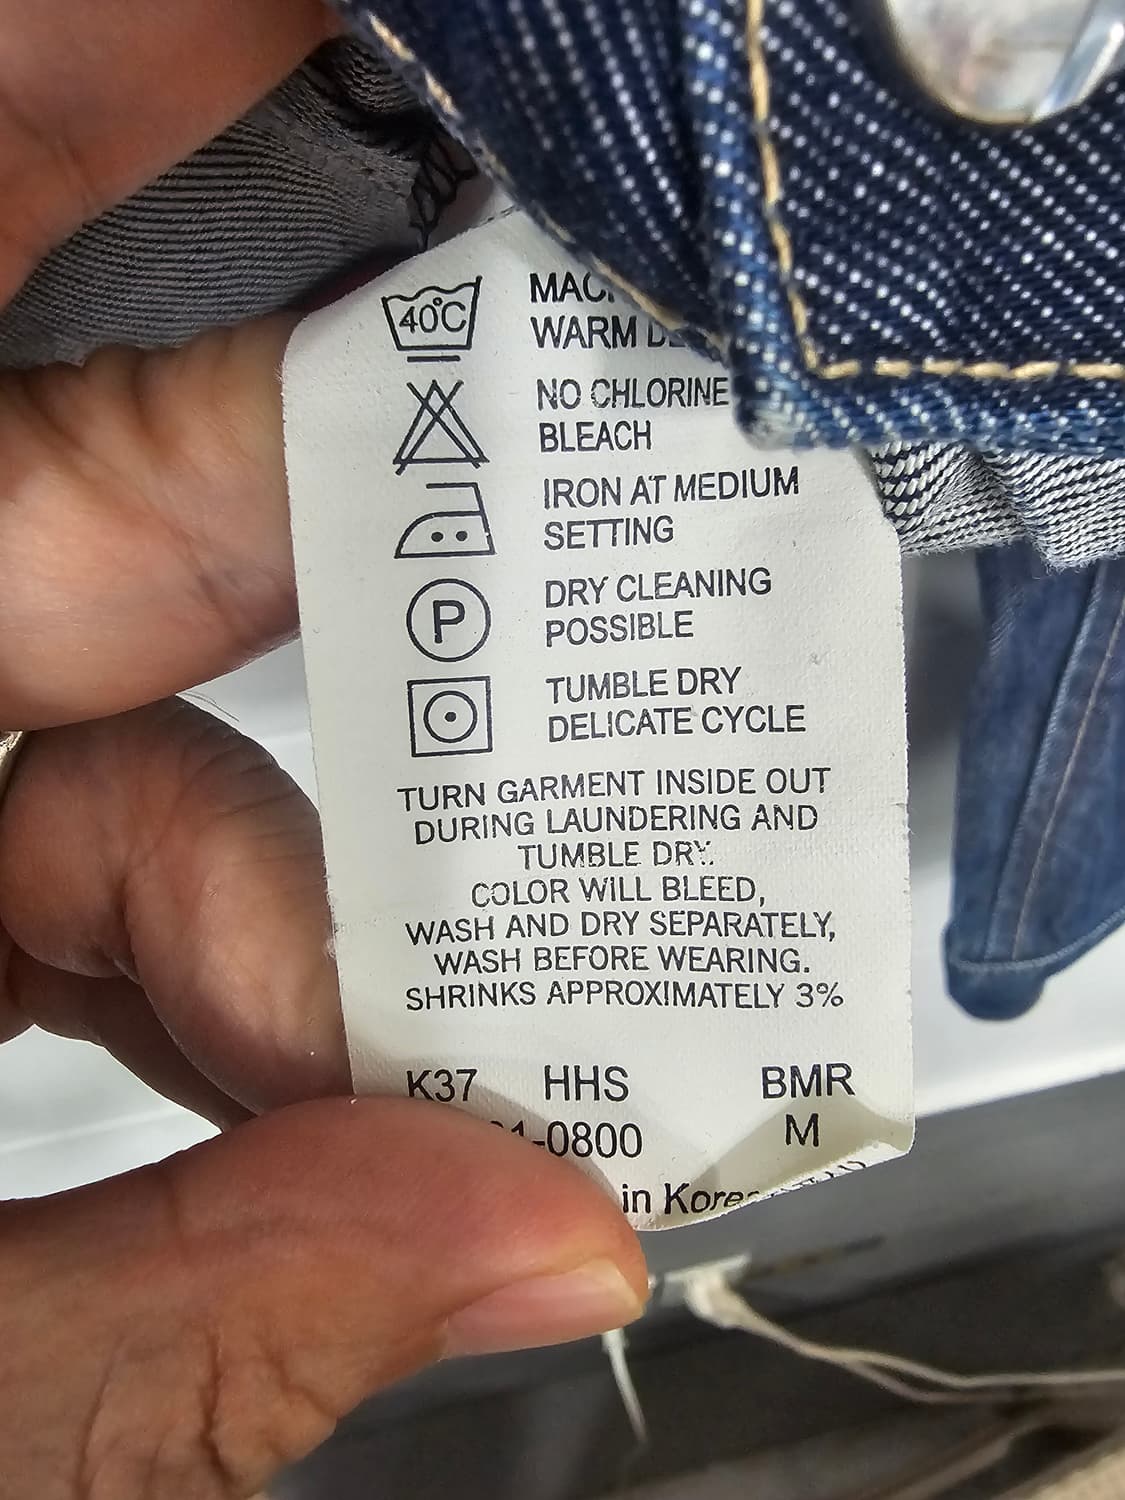 40°C
WARM
NO CHLORINE
BLEACH
IRON AT MEDIUM
SETTING
P
DRY CLEANING
POSSIBLE
TUMBLE DRY
DELICATE CYCLE
TURN GARMENT INSIDE OUT
DURING LAUNDERING AND
TUMBLE DRY.
COLOR WILL BLEED,
WASH AND DRY SEPARATELY,
WASH BEFORE WEARING.
SHRINKS APPROXIMATELY 3%
K37 HHS BMR
-0800 M
in Korea